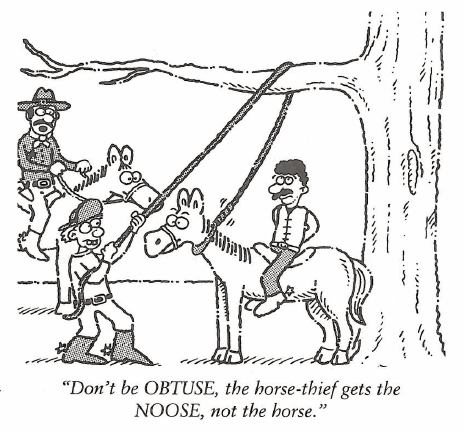 "Don't be OBTUSE, the horse-thief gets the
NOOSE, not the horse."